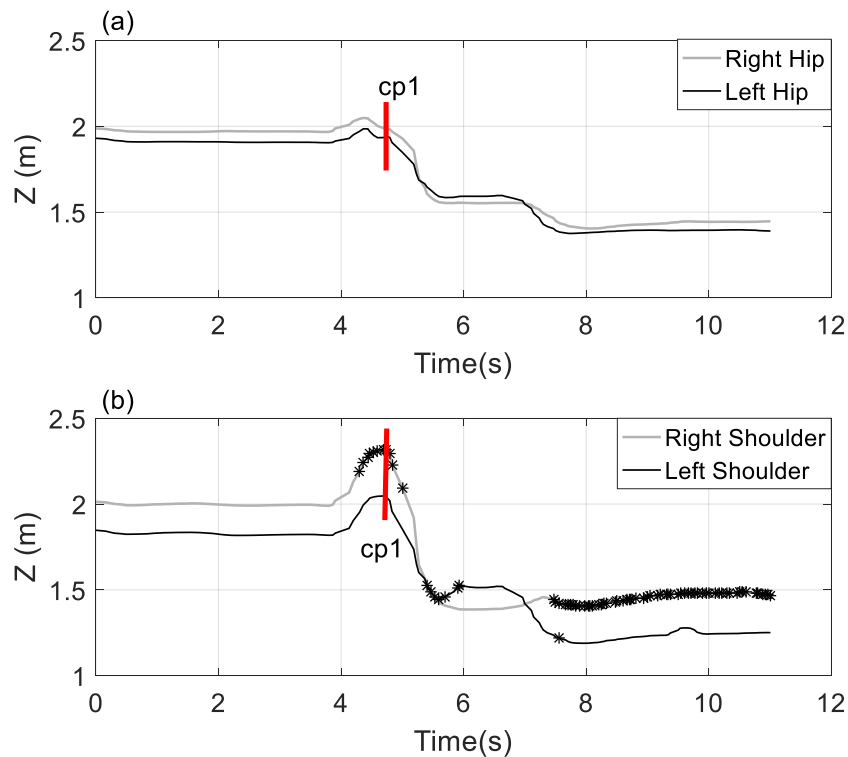 (a)
2.5
Right Hip
Left Hip
cp1
2
Z (m)
1.5
1
0 2 4 6 8 10 12
Time(s)
(b)
2.5
Right Shoulder
Left Shoulder
2
cp1
Z (m)
1.5
1
0 2 4 6 8 10 12
Time(s)